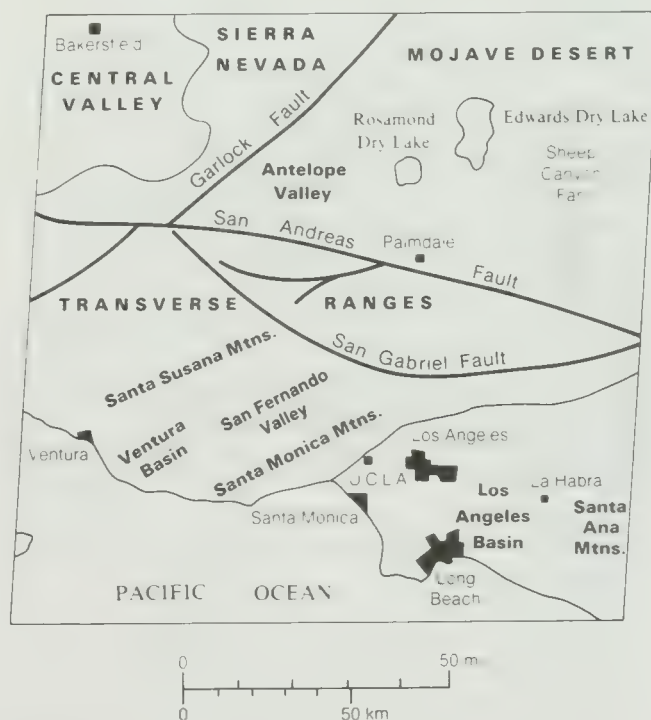 Bakersfield
SIERRA
NEVADA
MOJAVE DESERT
CENTRAL
VALLEY
Garlock Fault
Rosamond
Dry Lake
Edwards Dry Lake
Antelope
Valley
Sheep
San Andreas Fault
Palmdale
TRANSVERSE RANGES
San Gabriel Fault
Santa Susana Mtns.
San Fernando
Valley
Ventura
Basin
Ventura
Santa Monica Mtns.
Los Angeles
UCLA
La Habra
Santa Monica
Los
Angeles
Basin
Santa
Ana
Mtns.
Long
Beach
PACIFIC OCEAN
0 50 m
0 50 km